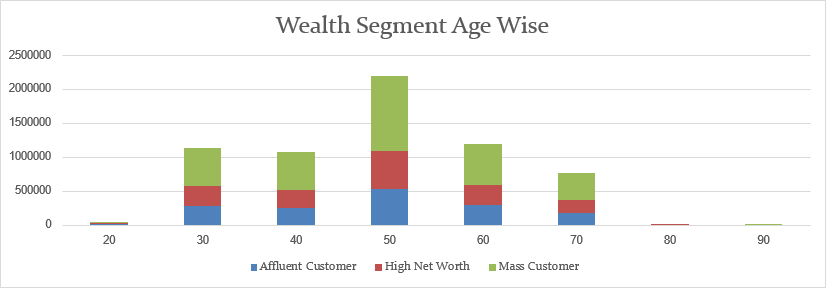 Wealth Segment Age Wise
2500000
2000000
1500000
1000000
500000
0
20 30 40 50 60 70 80 90
Affluent Customer High Net Worth Mass Customer